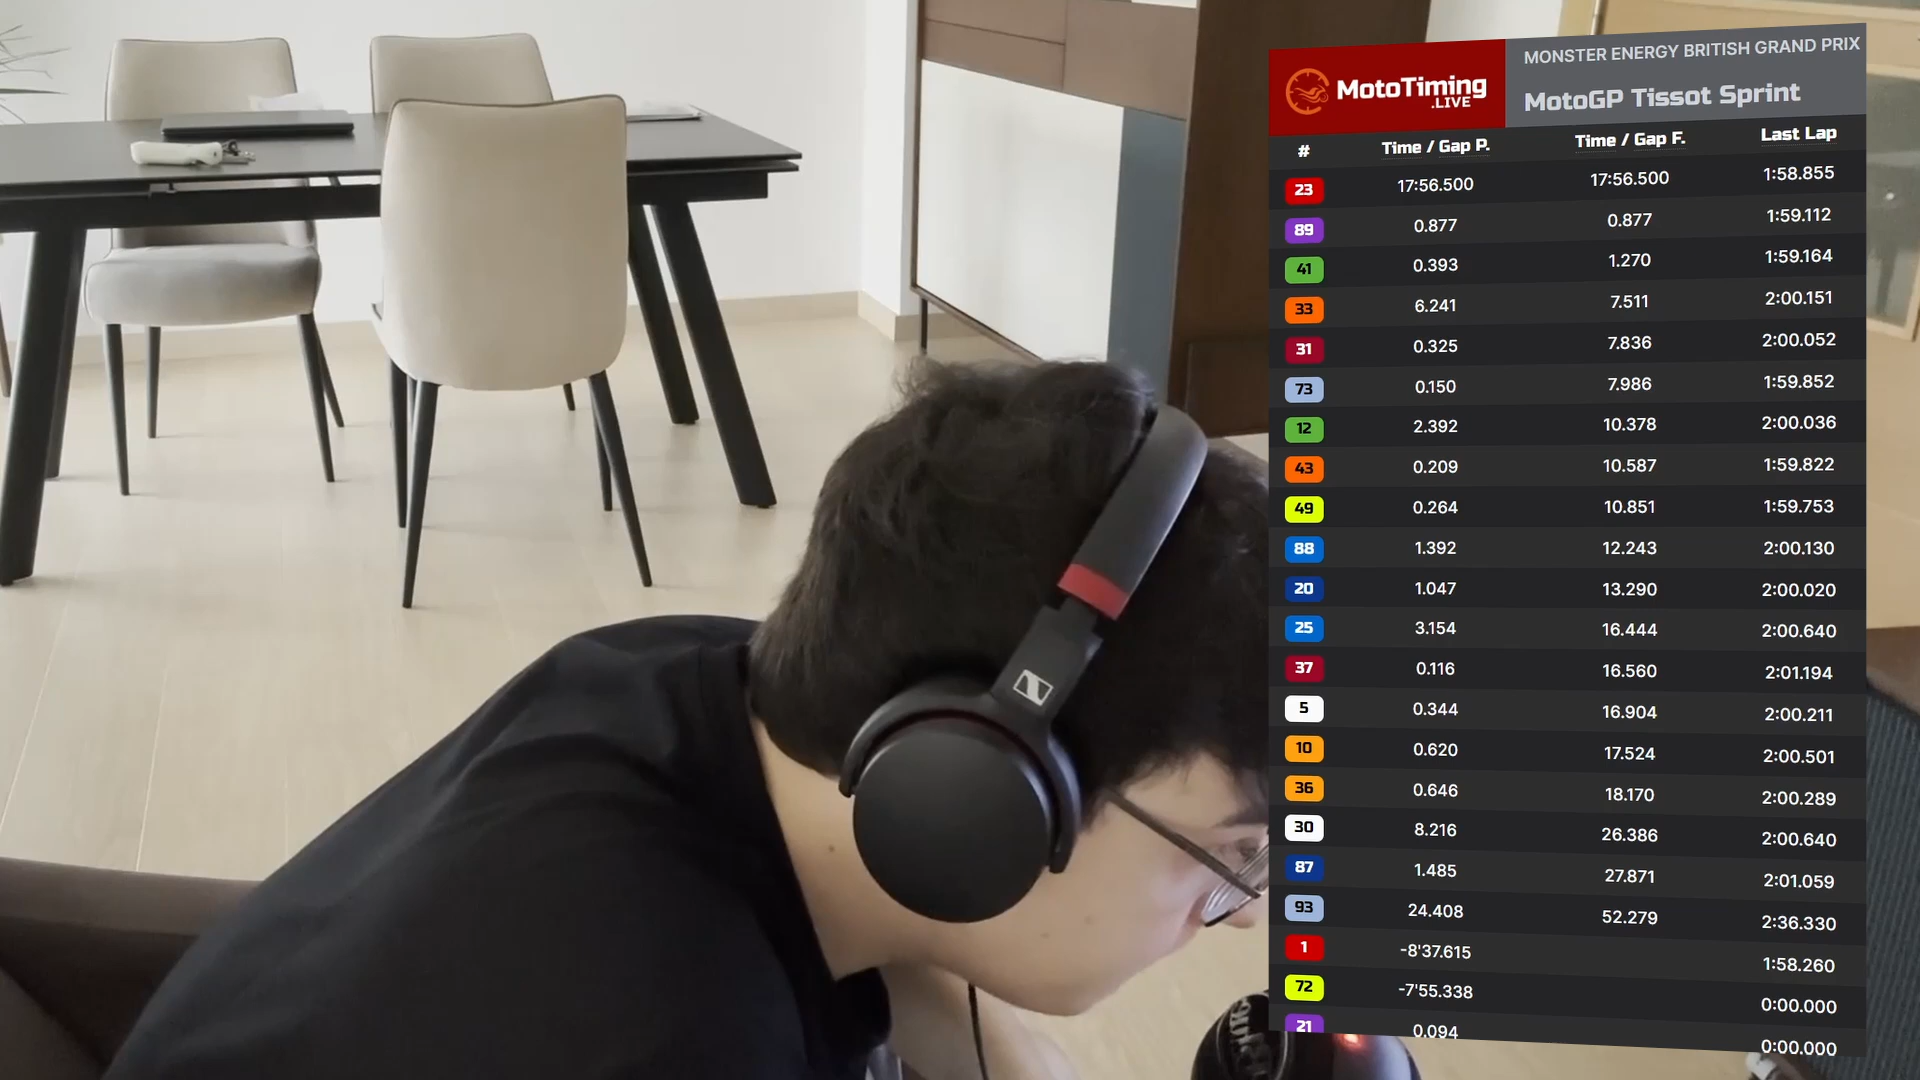 MotoTiming
.LIVE
MONSTER ENERGY BRITISH GRAND PRIX
MotoGP Tissot Sprint
# Time / Gap P. Time / Gap F. Last Lap
23 17:56.500 17:56.500 1:58.855
89 0.877 0.877 1:59.112
41 0.393 1.270 1:59.164
33 6.241 7.511 2:00.151
31 0.325 7.836 2:00.052
73 0.150 7.986 1:59.852
12 2.392 10.378 2:00.036
43 0.209 10.587 1:59.822
49 0.264 10.851 1:59.753
88 1.392 12.243 2:00.130
20 1.047 13.290 2:00.020
25 3.154 16.444 2:00.640
37 0.116 16.560 2:01.194
5 0.344 16.904 2:00.211
10 0.620 17.524 2:00.501
36 0.646 18.170 2:00.289
30 8.216 26.386 2:00.640
87 1.485 27.871 2:01.059
93 24.408 52.279 2:36.330
1 -8'37.615 1:58.260
72 -7'55.338 0:00.000
21 0.094 0:00.000